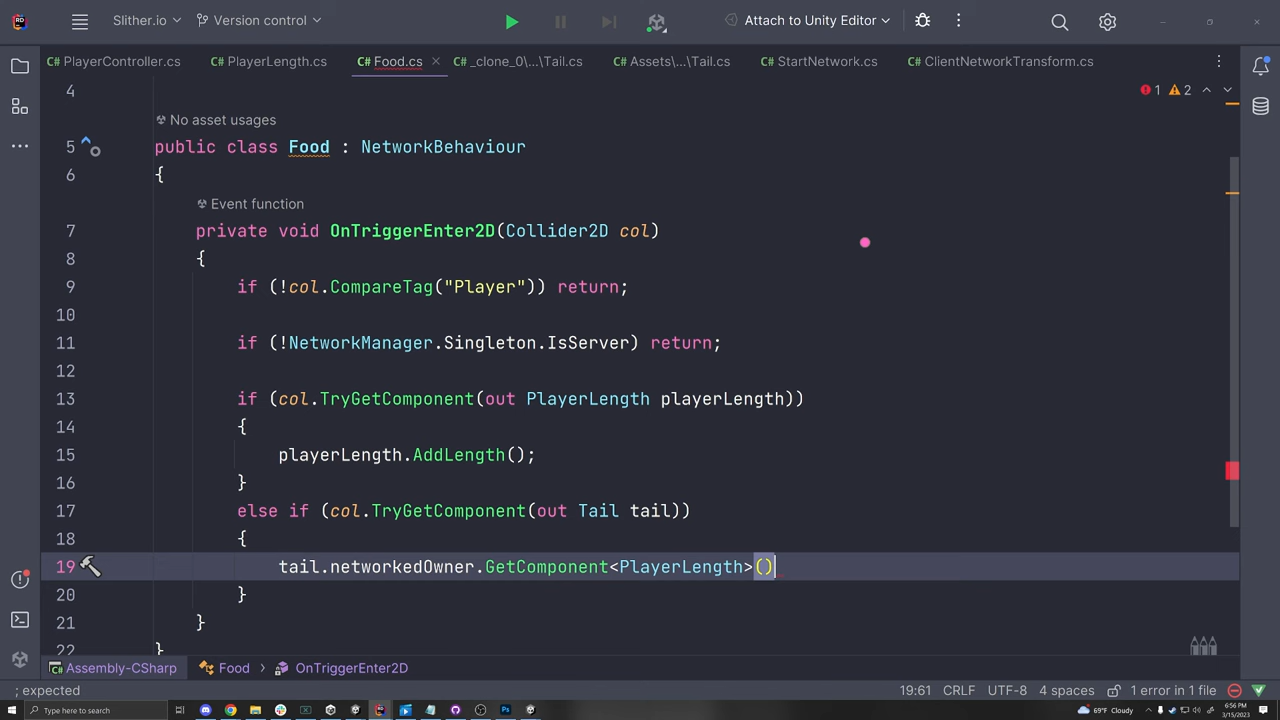 RD Slither.io Version control Attach to Unity Editor
C# PlayerController.cs C# PlayerLength.cs C# Food.cs × C# _clone_0\...\Tail.cs C# Assets\...\Tail.cs C# StartNetwork.cs C# ClientNetworkTransform.cs
4 1 2
No asset usages
5 public class Food : NetworkBehaviour
6 {
Event function
7 private void OnTriggerEnter2D(Collider2D col)
8 {
9 if (!col.CompareTag("Player")) return;
10
11 if (!NetworkManager.Singleton.IsServer) return;
12
13 if (col.TryGetComponent(out PlayerLength playerLength))
14 {
15 playerLength.AddLength();
16 }
17 else if (col.TryGetComponent(out Tail tail))
18 {
19 tail.networkedOwner.GetComponent<PlayerLength>()
20 }
21 }
22 }
Assembly-CSharp Food > OnTriggerEnter2D
; expected 19:61 CRLF UTF-8 4 spaces 1 error in 1 file
Type here to search 69°F Cloudy 6:56 PM
3/15/2023